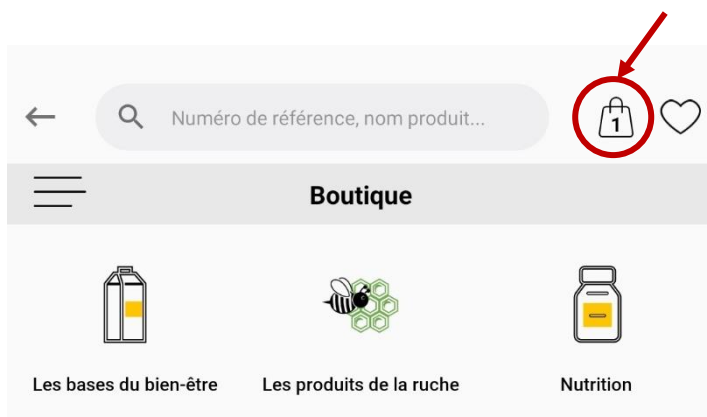 Numéro de référence, nom produit...
1
Boutique
Les bases du bien-être
Les produits de la ruche
Nutrition